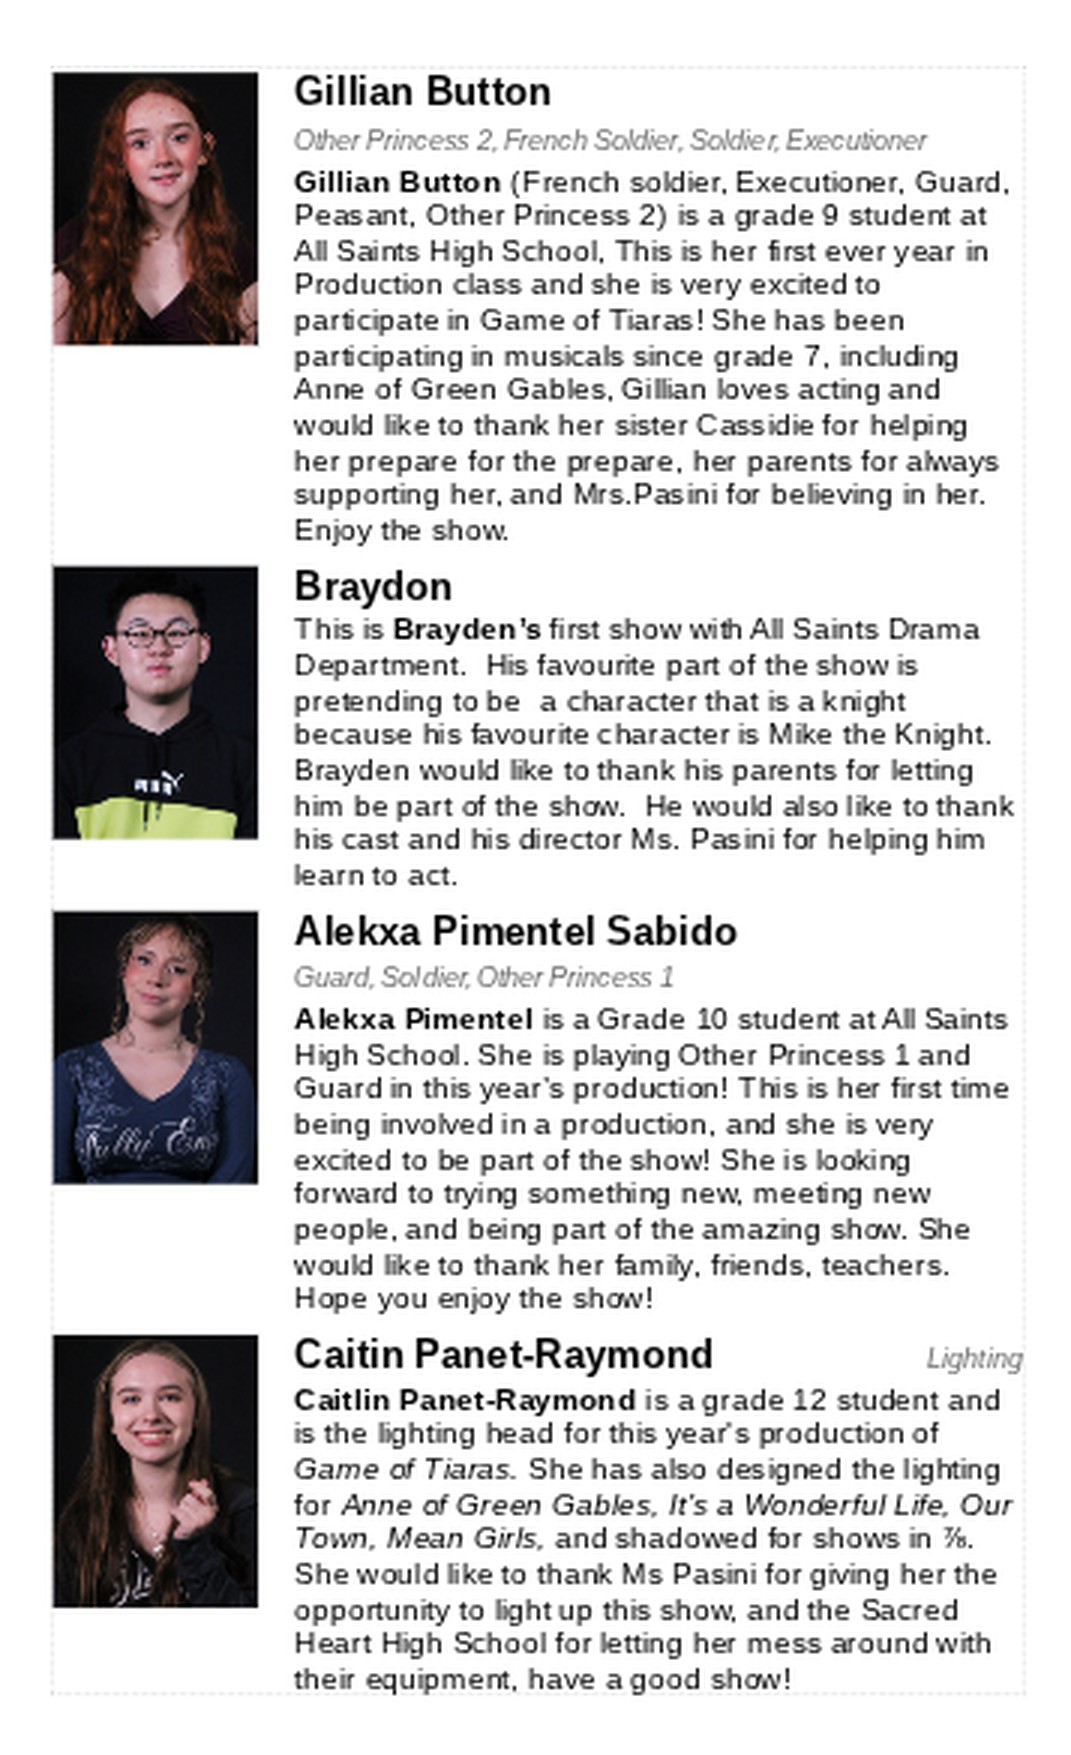 Gillian Button
Other Princess 2, French Soldier, Soldier, Executioner
Gillian Button (French soldier, Executioner, Guard,
Peasant, Other Princess 2) is a grade 9 student at
All Saints High School, This is her first ever year in
Production class and she is very excited to
participate in Game of Tiaras! She has been
participating in musicals since grade 7, including
Anne of Green Gables, Gillian loves acting and
would like to thank her sister Cassidie for helping
her prepare for the prepare, her parents for always
supporting her, and Mrs.Pasini for believing in her.
Enjoy the show.
Braydon
This is Brayden's first show with All Saints Drama
Department.  His favourite part of the show is
pretending to be  a character that is a knight
because his favourite character is Mike the Knight.
Brayden would like to thank his parents for letting
him be part of the show.  He would also like to thank
his cast and his director Ms. Pasini for helping him
learn to act.
Alekxa Pimentel Sabido
Guard, Soldier, Other Princess 1
Alekxa Pimentel is a Grade 10 student at All Saints
High School. She is playing Other Princess 1 and
Guard in this year's production! This is her first time
being involved in a production, and she is very
excited to be part of the show! She is looking
forward to trying something new, meeting new
people, and being part of the amazing show. She
would like to thank her family, friends, teachers.
Hope you enjoy the show!
Caitin Panet-Raymond Lighting
Caitlin Panet-Raymond is a grade 12 student and
is the lighting head for this year's production of
Game of Tiaras. She has also designed the lighting
for Anne of Green Gables, It's a Wonderful Life, Our
Town, Mean Girls, and shadowed for shows in ⅞.
She would like to thank Ms Pasini for giving her the
opportunity to light up this show, and the Sacred
Heart High School for letting her mess around with
their equipment, have a good show!